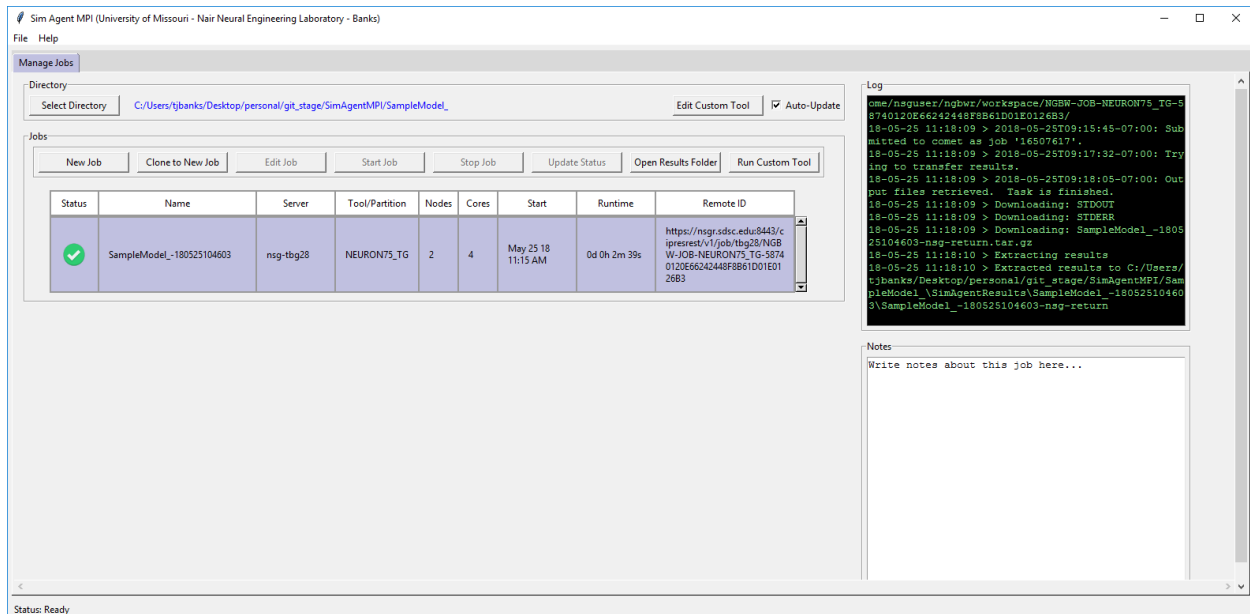 Sim Agent MPI (University of Missouri - Nair Neural Engineering Laboratory - Banks)
File Help
Manage Jobs
Directory
Select Directory C:/Users/tjbanks/Desktop/personal/git_stage/SimAgentMPI/SampleModel_ Edit Custom Tool Auto-Update
Jobs
New Job Clone to New Job Edit Job Start Job Stop Job Update Status Open Results Folder Run Custom Tool
Status Name Server Tool/Partition Nodes Cores Start Runtime Remote ID
SampleModel_-180525104603 nsg-tbg28 NEURON75_TG 2 4
May 25 18
11:15 AM
0d 0h 2m 39s
https://nsgr.sdsc.edu:8443/c
ipresrest/v1/job/tbg28/NGB
W-JOB-NEURON75_TG-5874
0120E66242448F8B61D01E01
26B3
Log
ome/nsguser/ngbwr/workspace/NGBW-JOB-NEURON75_TG-5
8740120E66242448F8B61D01E0126B3/
18-05-25 11:18:09 > 2018-05-25T09:15:45-07:00: Sub
mitted to comet as job '16507617'.
18-05-25 11:18:09 > 2018-05-25T09:17:32-07:00: Try
ing to transfer results.
18-05-25 11:18:09 > 2018-05-25T09:18:05-07:00: Out
put files retrieved.  Task is finished.
18-05-25 11:18:09 > Downloading: STDOUT
18-05-25 11:18:09 > Downloading: STDERR
18-05-25 11:18:09 > Downloading: SampleModel_-1805
25104603-nsg-return.tar.gz
18-05-25 11:18:10 > Extracting results
18-05-25 11:18:10 > Extracted results to C:/Users/
tjbanks/Desktop/personal/git_stage/SimAgentMPI/Sam
pleModel_\SimAgentResults\SampleModel_-18052510460
3\SampleModel_-180525104603-nsg-return
Notes
Write notes about this job here...
Status: Ready